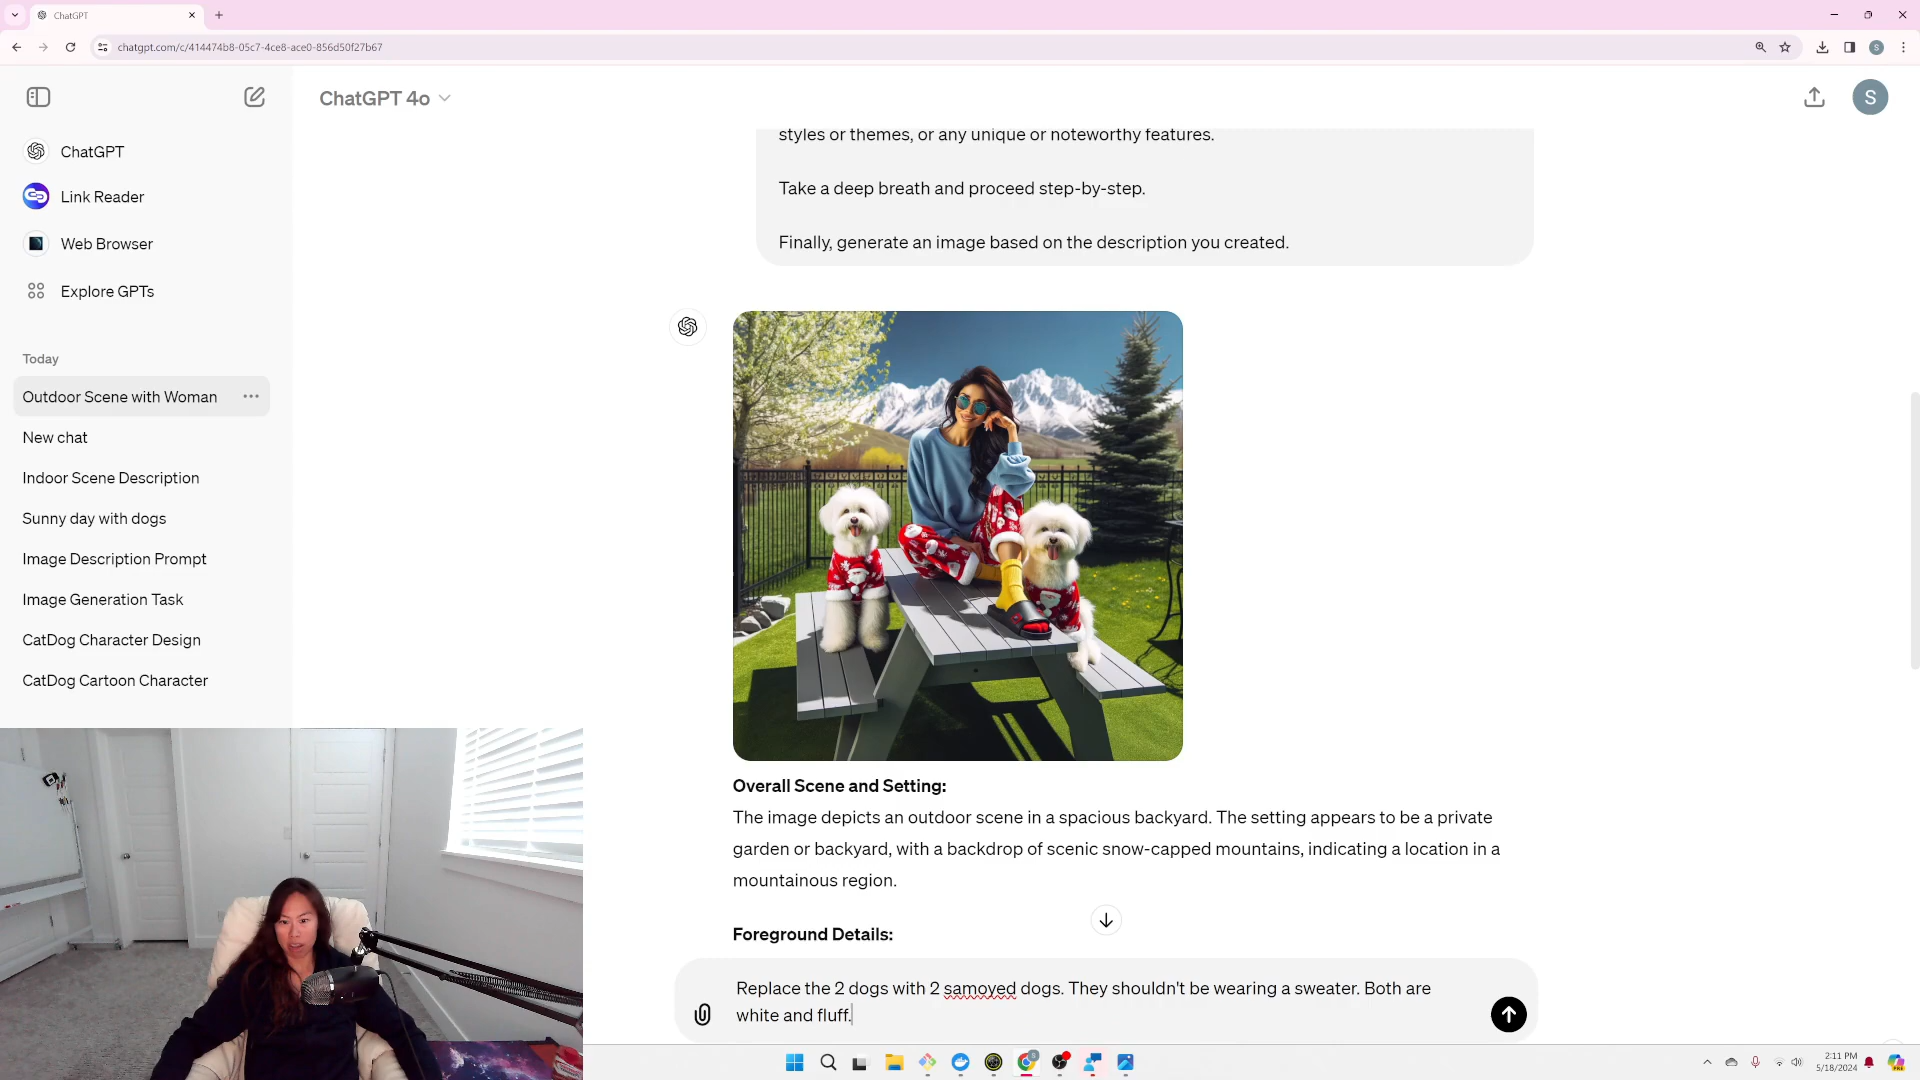 ChatGPT
chatgpt.com/c/414474b8-05c7-4ce8-ace0-856d50f27b67
S
ChatGPT 4o
S
ChatGPT
Link Reader
Web Browser
Explore GPTs
Today
Outdoor Scene with Woman
New chat
Indoor Scene Description
Sunny day with dogs
Image Description Prompt
Image Generation Task
CatDog Character Design
CatDog Cartoon Character
styles or themes, or any unique or noteworthy features.
Take a deep breath and proceed step-by-step.
Finally, generate an image based on the description you created.
Overall Scene and Setting:
The image depicts an outdoor scene in a spacious backyard. The setting appears to be a private
garden or backyard, with a backdrop of scenic snow-capped mountains, indicating a location in a
mountainous region.
Foreground Details:
Replace the 2 dogs with 2 samoyed dogs. They shouldn't be wearing a sweater. Both are
white and fluff.
2:11 PM
5/18/2024